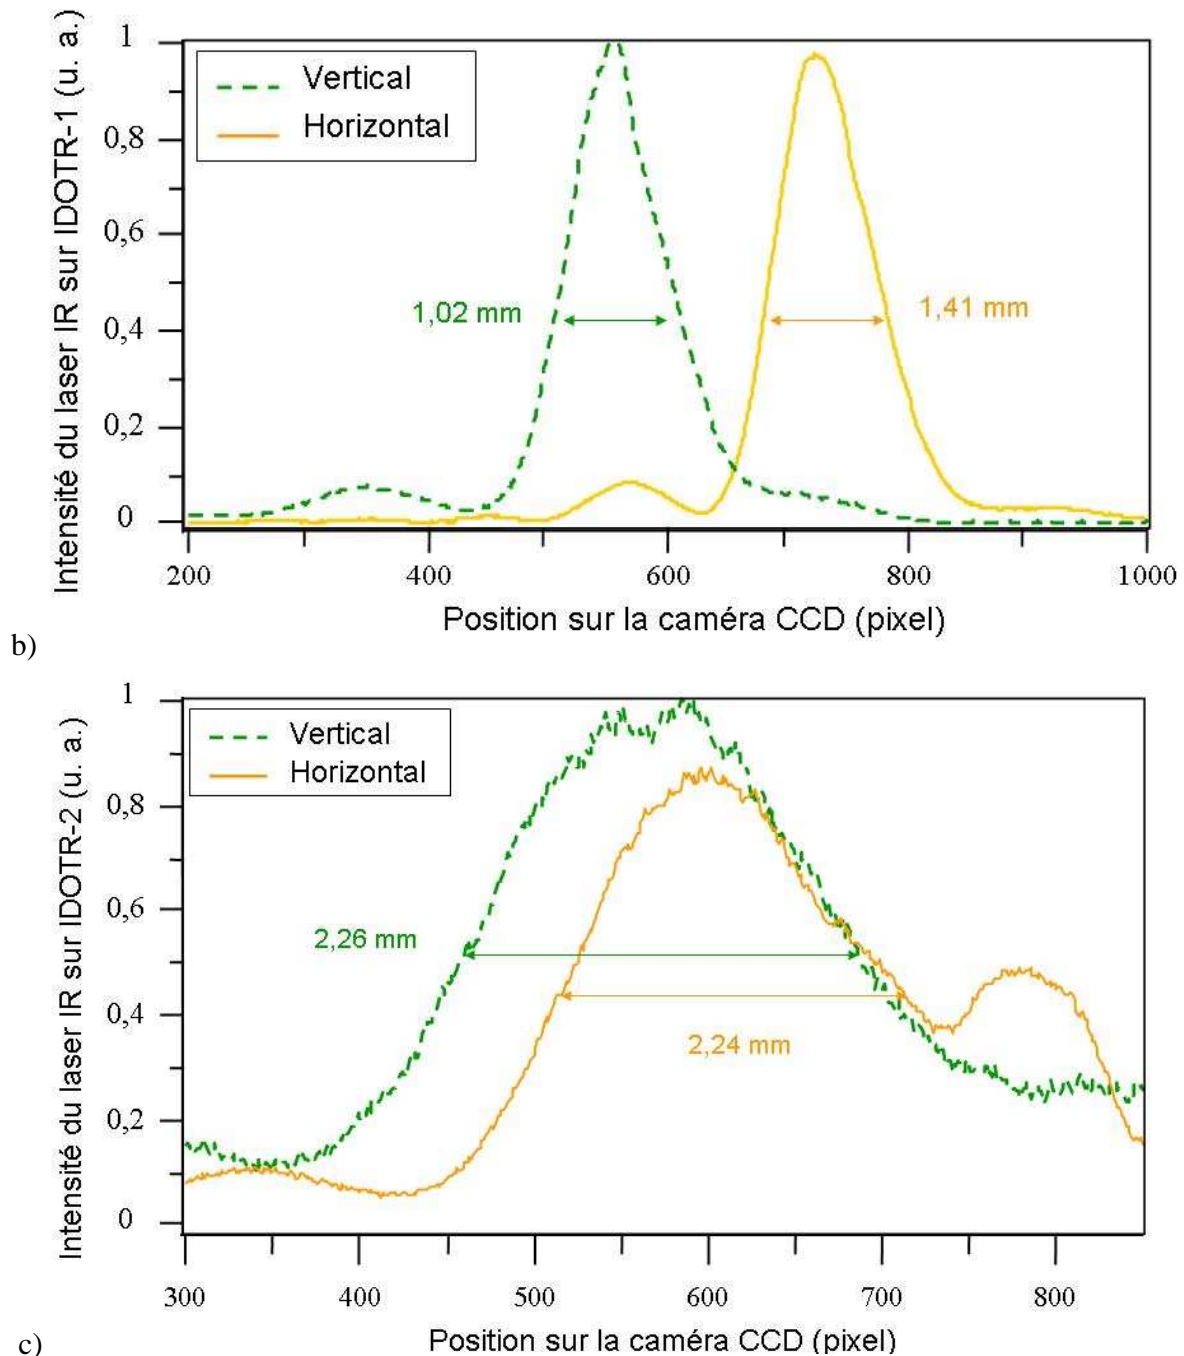 Intensité du laser IR sur IDOTR-1 (u. a.)
1
0,8
0,6
0,4
0,2
0
Vertical
Horizontal
1,02 mm
1,41 mm
200
400
600
800
1000
Position sur la caméra CCD (pixel)
b)
Intensité du laser IR sur IDOTR-2 (u. a.)
1
0,8
0,6
0,4
0,2
0
Vertical
Horizontal
2,26 mm
2,24 mm
300
400
500
600
700
800
Position sur la caméra CCD (pixel)
c)